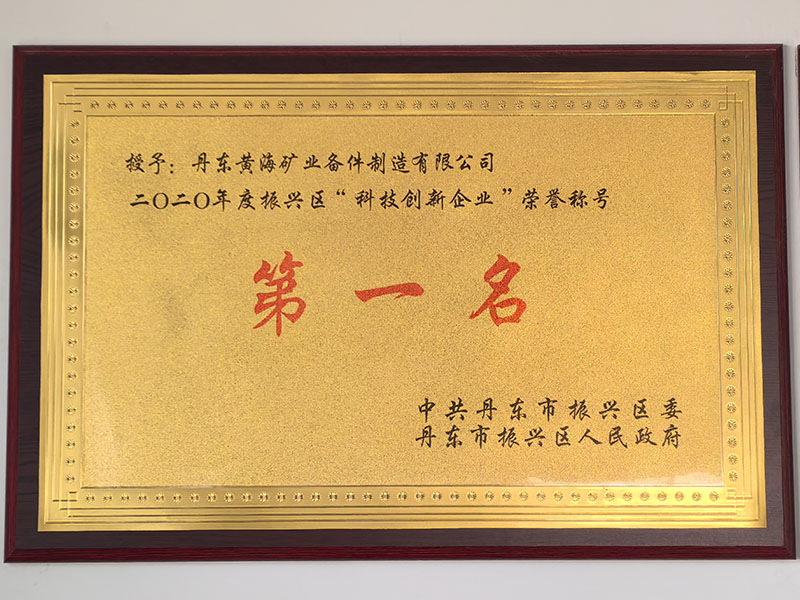 授予：丹东黄海矿业备件制造有限公司
二〇二〇年度振兴区“科技创新企业”荣誉称号
第一名
中共丹东市振兴区委
丹东市振兴区人民政府